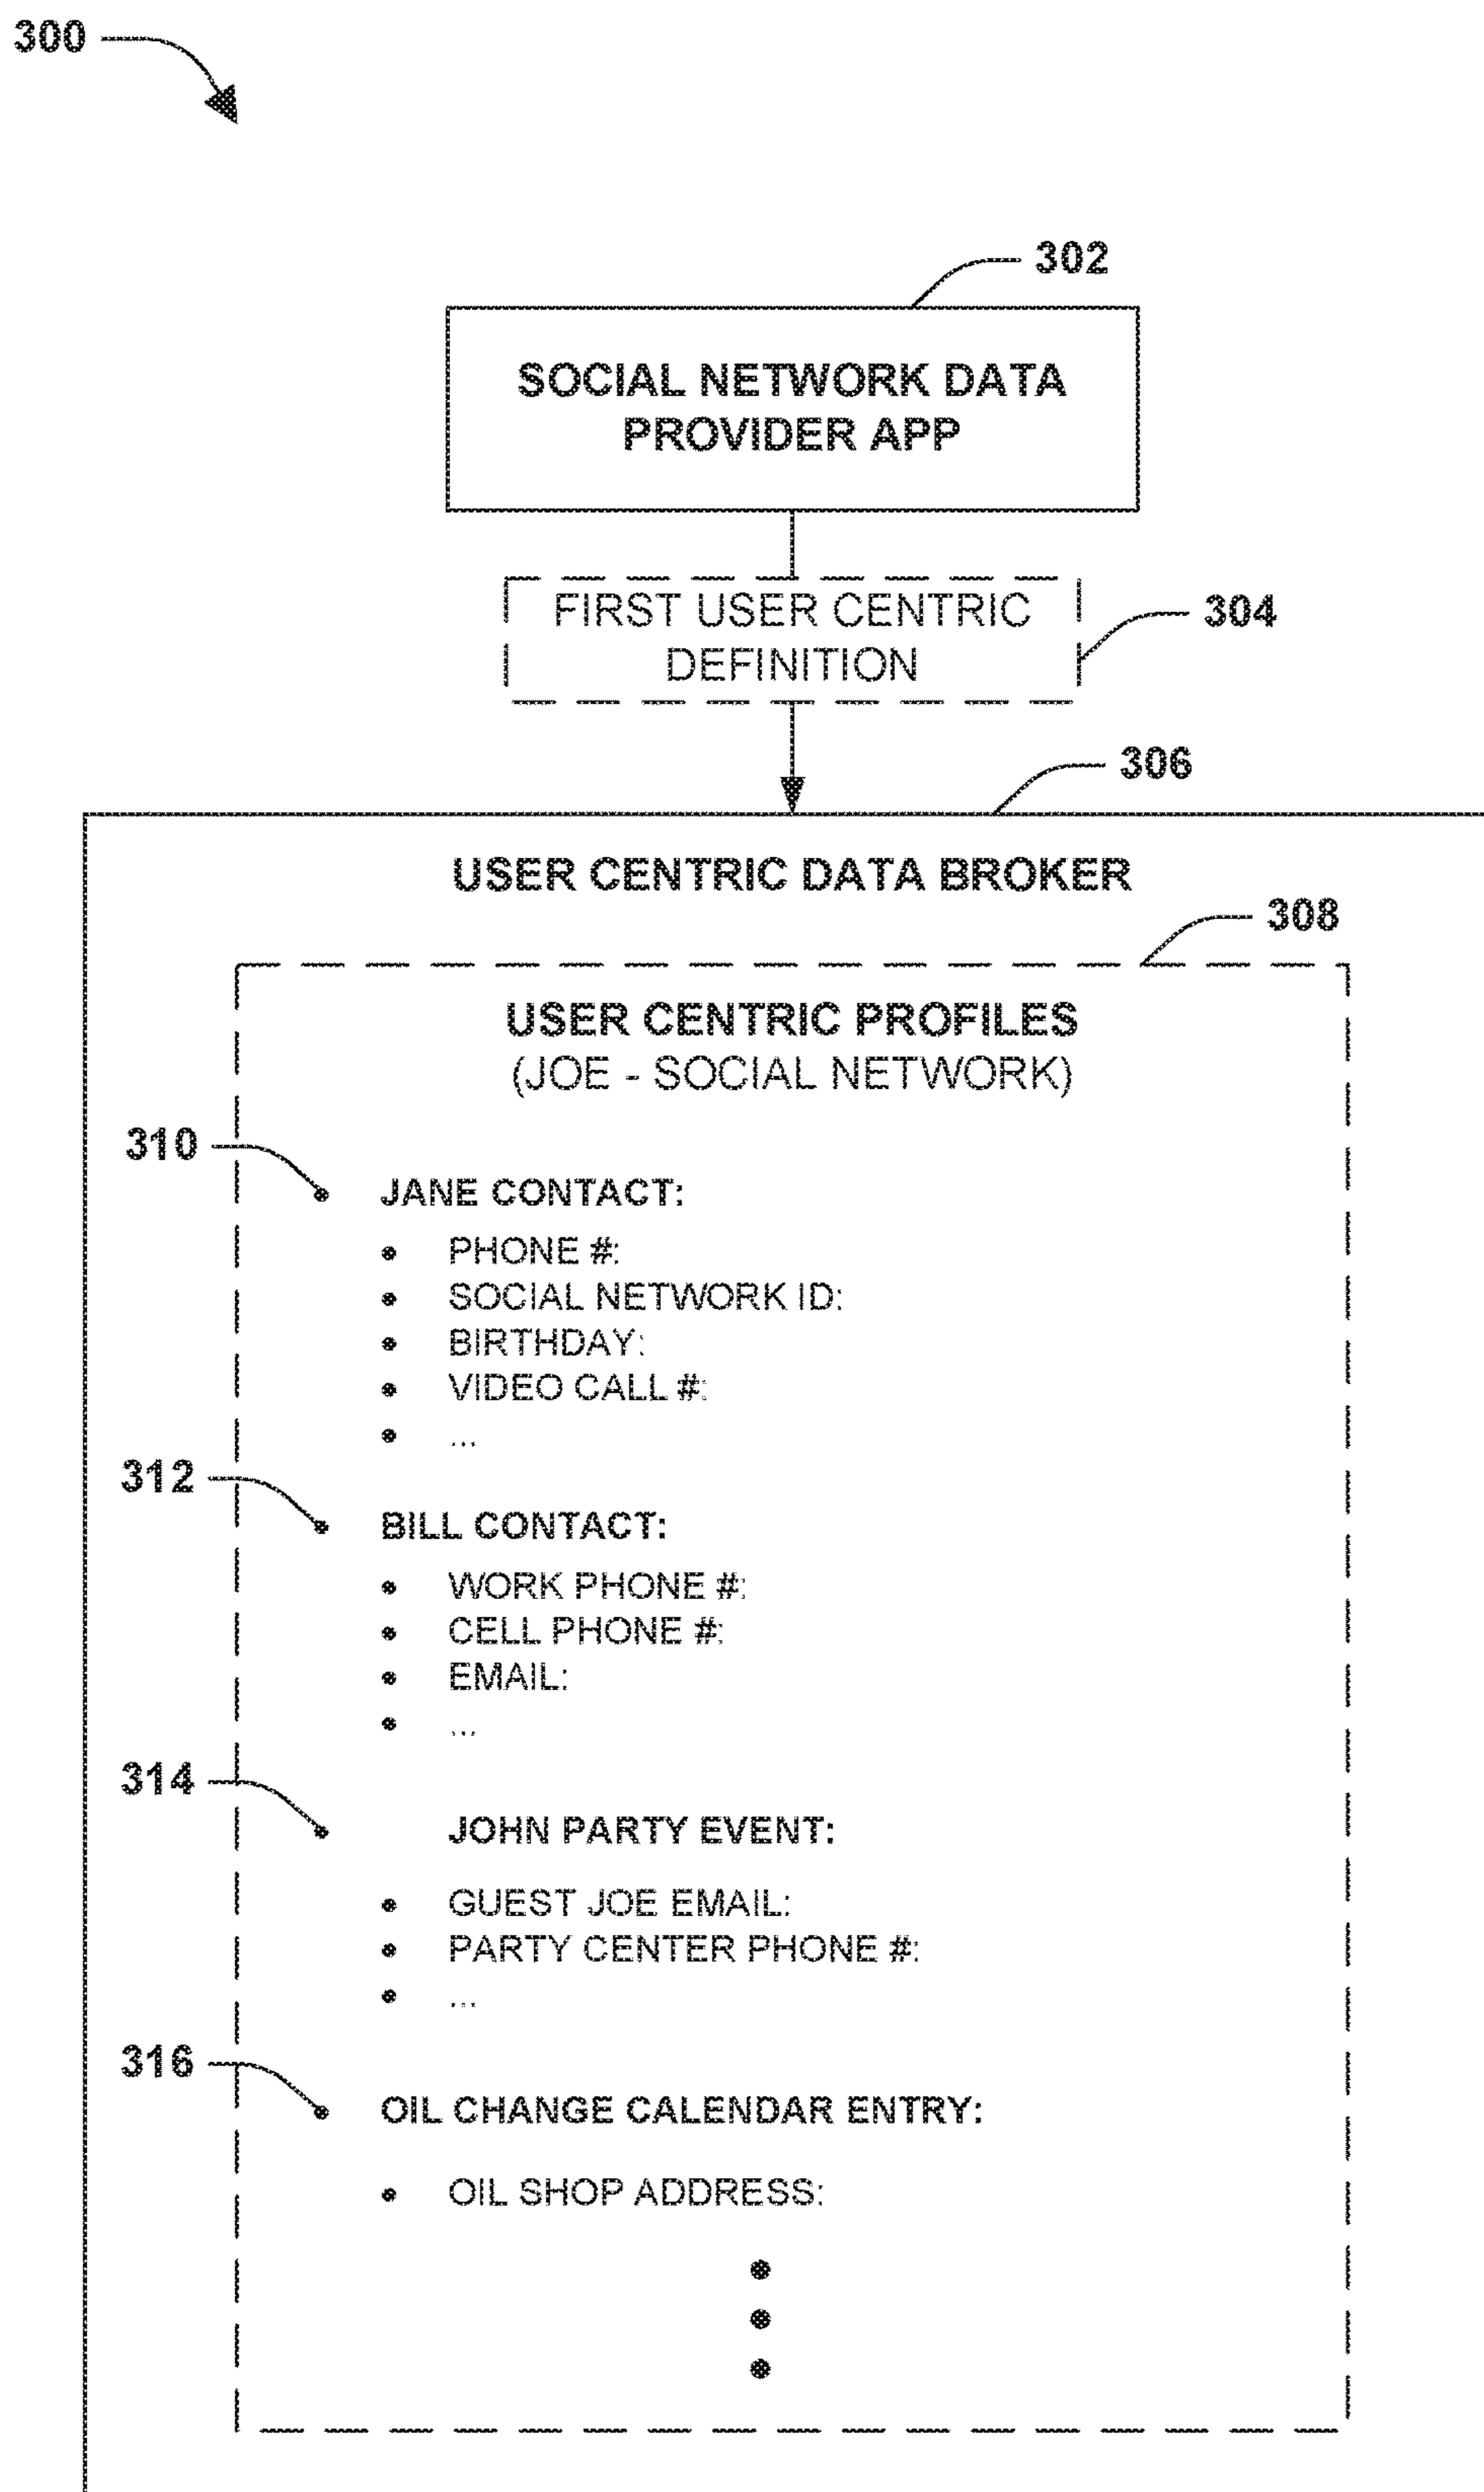 300
302
SOCIAL NETWORK DATA
PROVIDER APP
FIRST USER CENTRIC
DEFINITION
304
306
USER CENTRIC DATA BROKER
308
USER CENTRIC PROFILES
(JOE - SOCIAL NETWORK)
310
• JANE CONTACT:
• PHONE #:
• SOCIAL NETWORK ID:
• BIRTHDAY:
• VIDEO CALL #:
• ...
312
• BILL CONTACT:
• WORK PHONE #:
• CELL PHONE #:
• EMAIL:
• ...
314
• JOHN PARTY EVENT:
• GUEST JOE EMAIL:
• PARTY CENTER PHONE #:
• ...
316
• OIL CHANGE CALENDAR ENTRY:
• OIL SHOP ADDRESS: